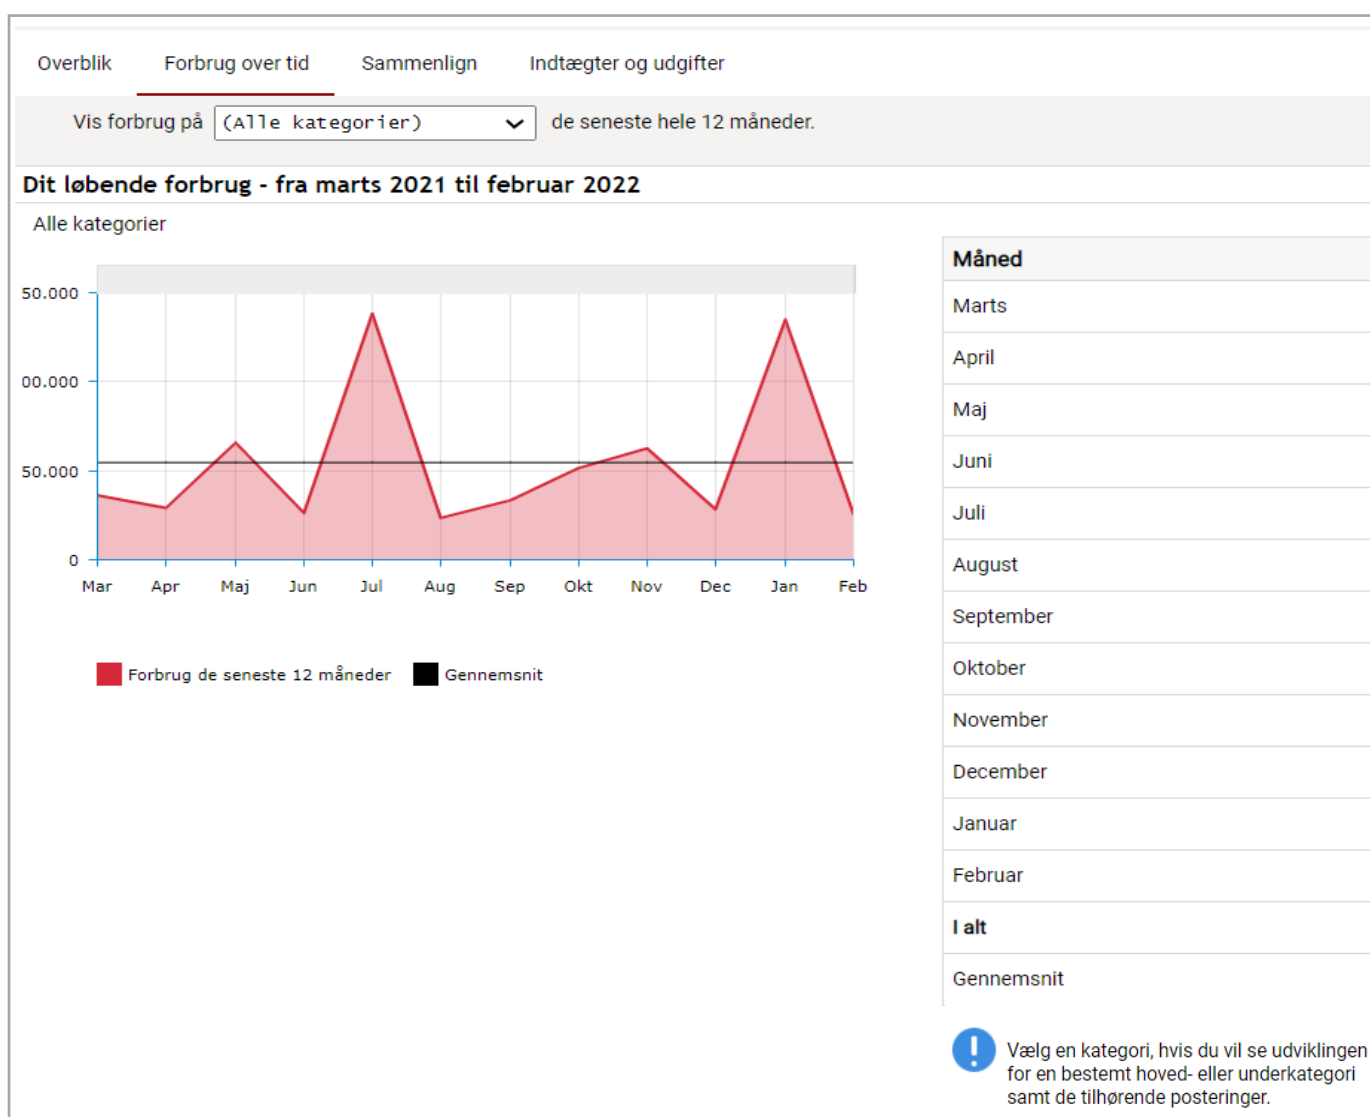 Overblik Forbrug over tid Sammenlign Indtægter og udgifter
Vis forbrug på (Alle kategorier) de seneste hele 12 måneder.
Dit løbende forbrug - fra marts 2021 til februar 2022
Alle kategorier
50.000
00.000
50.000
0
Mar Apr Maj Jun Jul Aug Sep Okt Nov Dec Jan Feb
Forbrug de seneste 12 måneder Gennemsnit
Måned
Marts
April
Maj
Juni
Juli
August
September
Oktober
November
December
Januar
Februar
I alt
Gennemsnit
Vælg en kategori, hvis du vil se udviklingen
for en bestemt hoved- eller underkategori
samt de tilhørende posteringer.